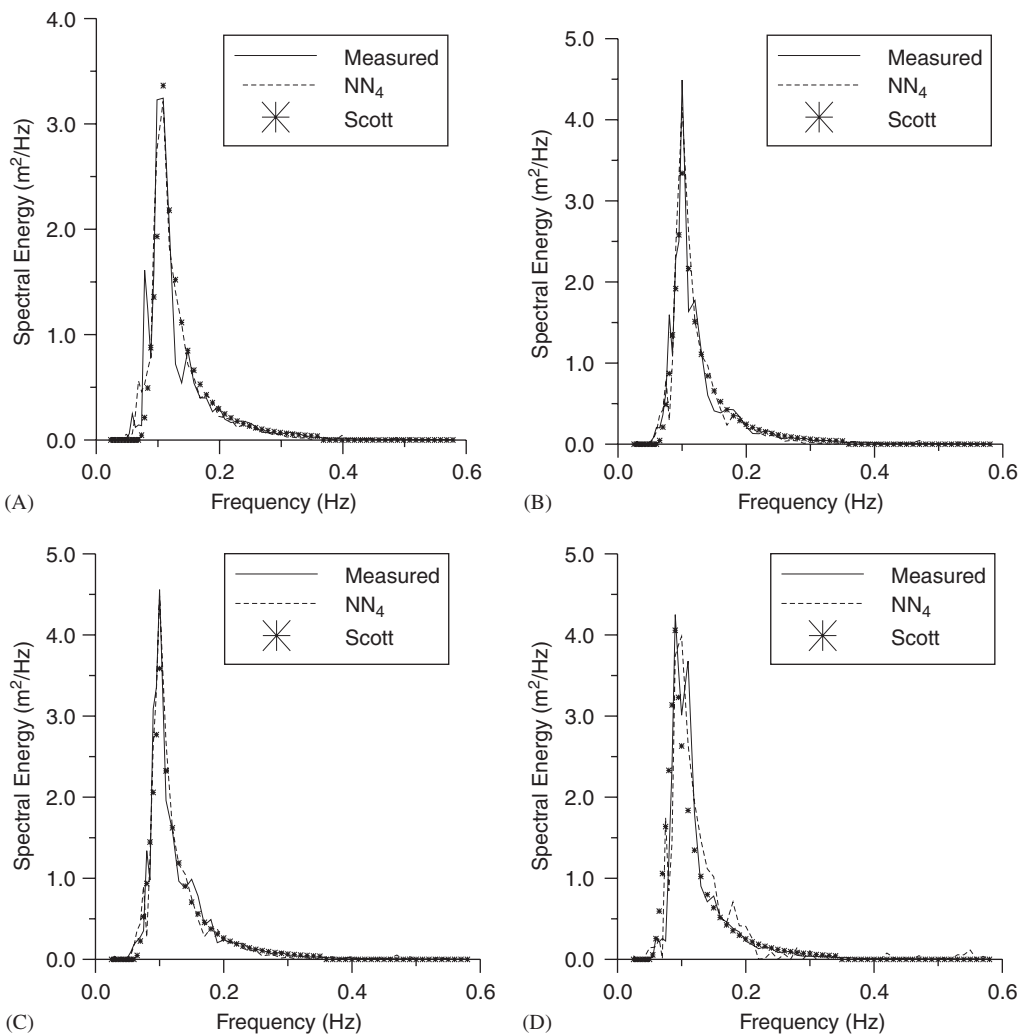 4.0
3.0
2.0
1.0
0.0
0.0 0.2 0.4 0.6
Spectral Energy (m²/Hz)
Frequency (Hz)
Measured
NN₄
Scott
(A)
5.0
4.0
3.0
2.0
1.0
0.0
0.0 0.2 0.4 0.6
Spectral Energy (m²/Hz)
Frequency (Hz)
Measured
NN₄
Scott
(B)
5.0
4.0
3.0
2.0
1.0
0.0
0.0 0.2 0.4 0.6
Spectral Energy (m²/Hz)
Frequency (Hz)
Measured
NN₄
Scott
(C)
5.0
4.0
3.0
2.0
1.0
0.0
0.0 0.2 0.4 0.6
Spectral Energy (m²/Hz)
Frequency (Hz)
Measured
NN₄
Scott
(D)